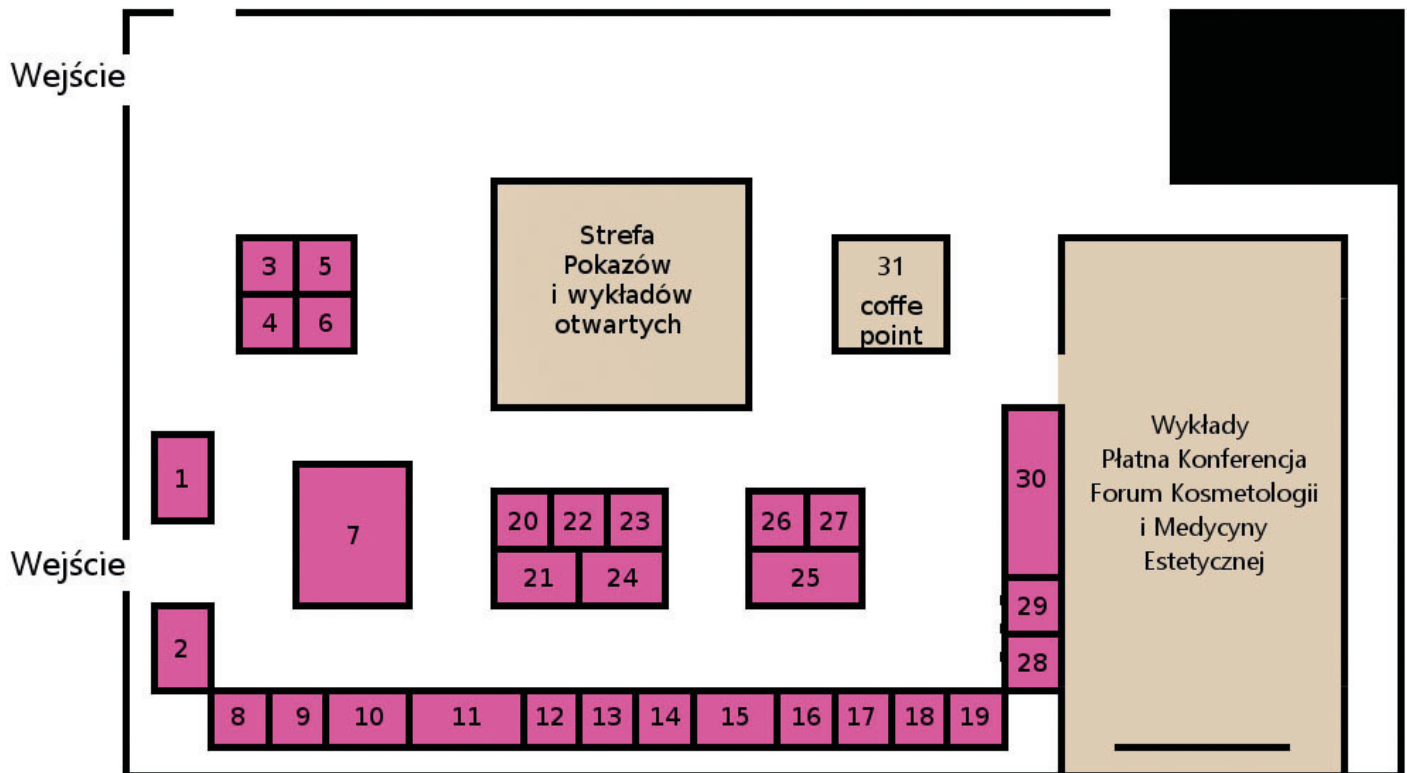 Wejście
Strefa
Pokazów
i wykładów
otwartych
3 5
4 6
31
coffe
point
1
7
20 22 23
21 24
26 27
25
30
29
28
Wykłady
Płatna Konferencja
Forum Kosmetologii
i Medycyny
Estetycznej
Wejście
2
8 9 10 11 12 13 14 15 16 17 18 19